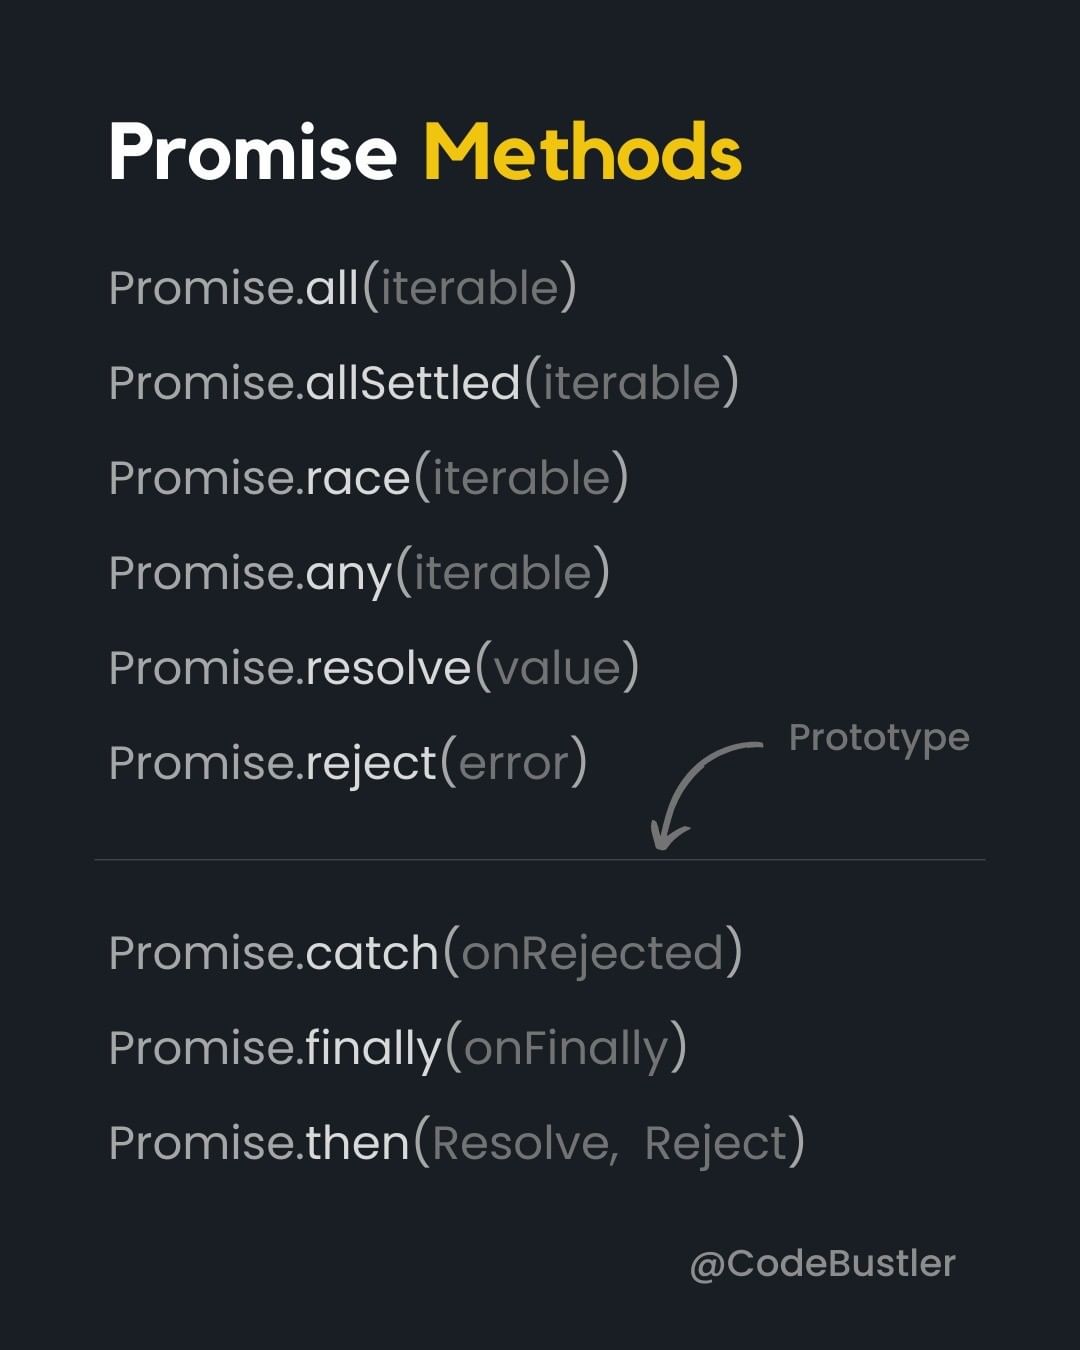 Promise Methods
Promise.all(iterable)
Promise.allSettled(iterable)
Promise.race(iterable)
Promise.any(iterable)
Promise.resolve(value)
Prototype
Promise.reject(error)
Promise.catch(onRejected)
Promise.finally(onFinally)
Promise.then(Resolve, Reject)
@CodeBustler